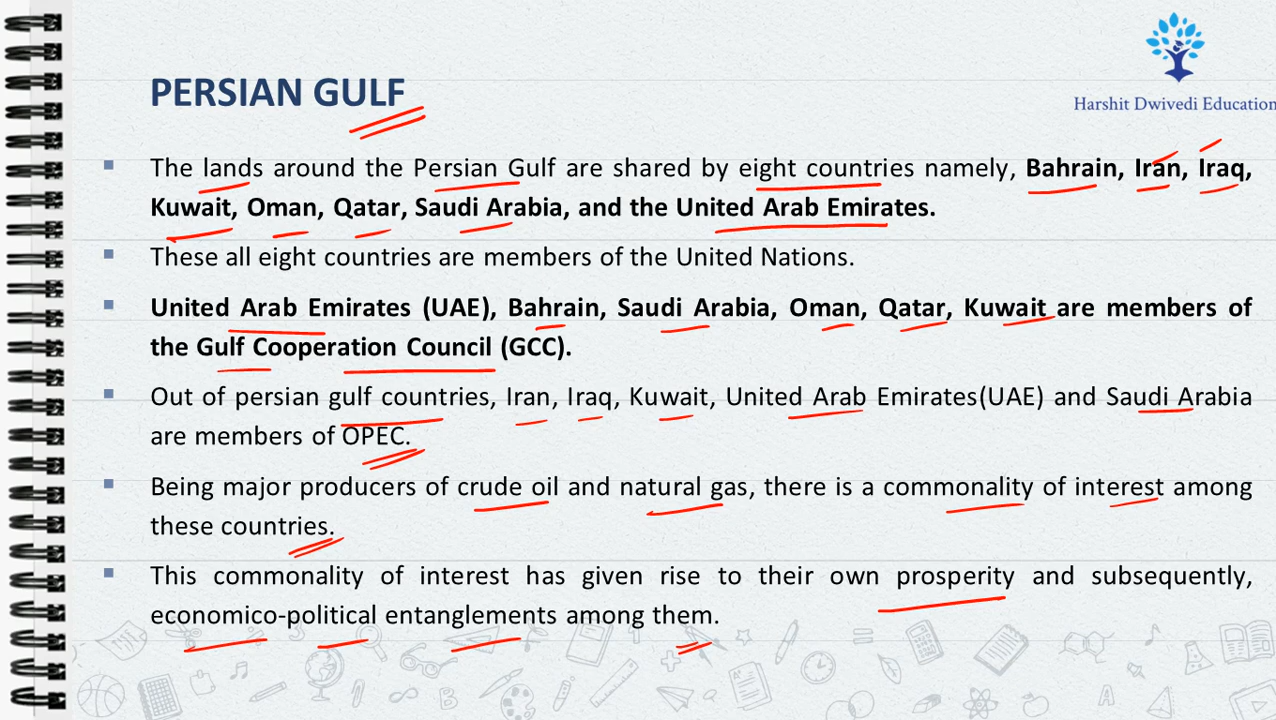 Harshit Dwivedi Education
PERSIAN GULF
▪ The lands around the Persian Gulf are shared by eight countries namely, Bahrain, Iran, Iraq,
Kuwait, Oman, Qatar, Saudi Arabia, and the United Arab Emirates.
▪ These all eight countries are members of the United Nations.
▪ United Arab Emirates (UAE), Bahrain, Saudi Arabia, Oman, Qatar, Kuwait are members of
the Gulf Cooperation Council (GCC).
▪ Out of persian gulf countries, Iran, Iraq, Kuwait, United Arab Emirates(UAE) and Saudi Arabia
are members of OPEC.
▪ Being major producers of crude oil and natural gas, there is a commonality of interest among
these countries.
▪ This commonality of interest has given rise to their own prosperity and subsequently,
economico-political entanglements among them.